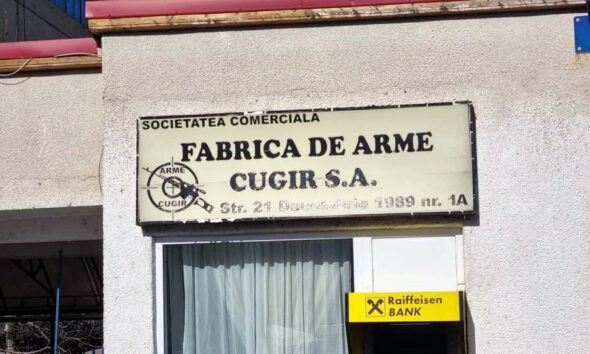 SOCIETATEA COMERCIALA
FABRICA DE ARME
CUGIR S.A.
ARME
CUGIR
Str. 21 Decembrie 1989 nr. 1A
Raiffeisen
BANK